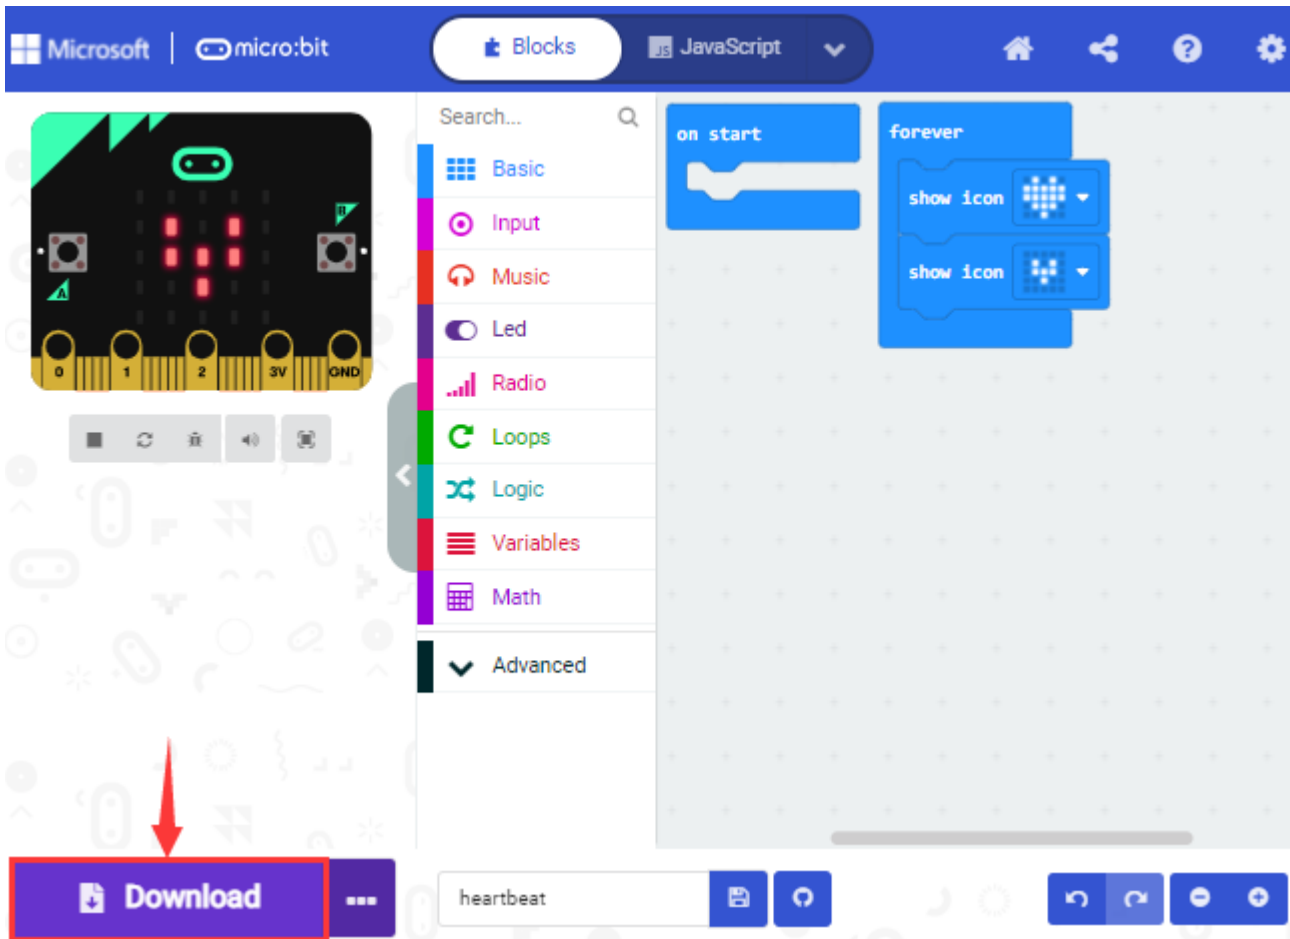 Microsoft micro:bit
Blocks
JS JavaScript
Search...
Basic
Input
Music
Led
Radio
Loops
Logic
Variables
Math
Advanced
on start
forever
show icon
show icon
B
A
0 1 2 3V GND
Download
heartbeat